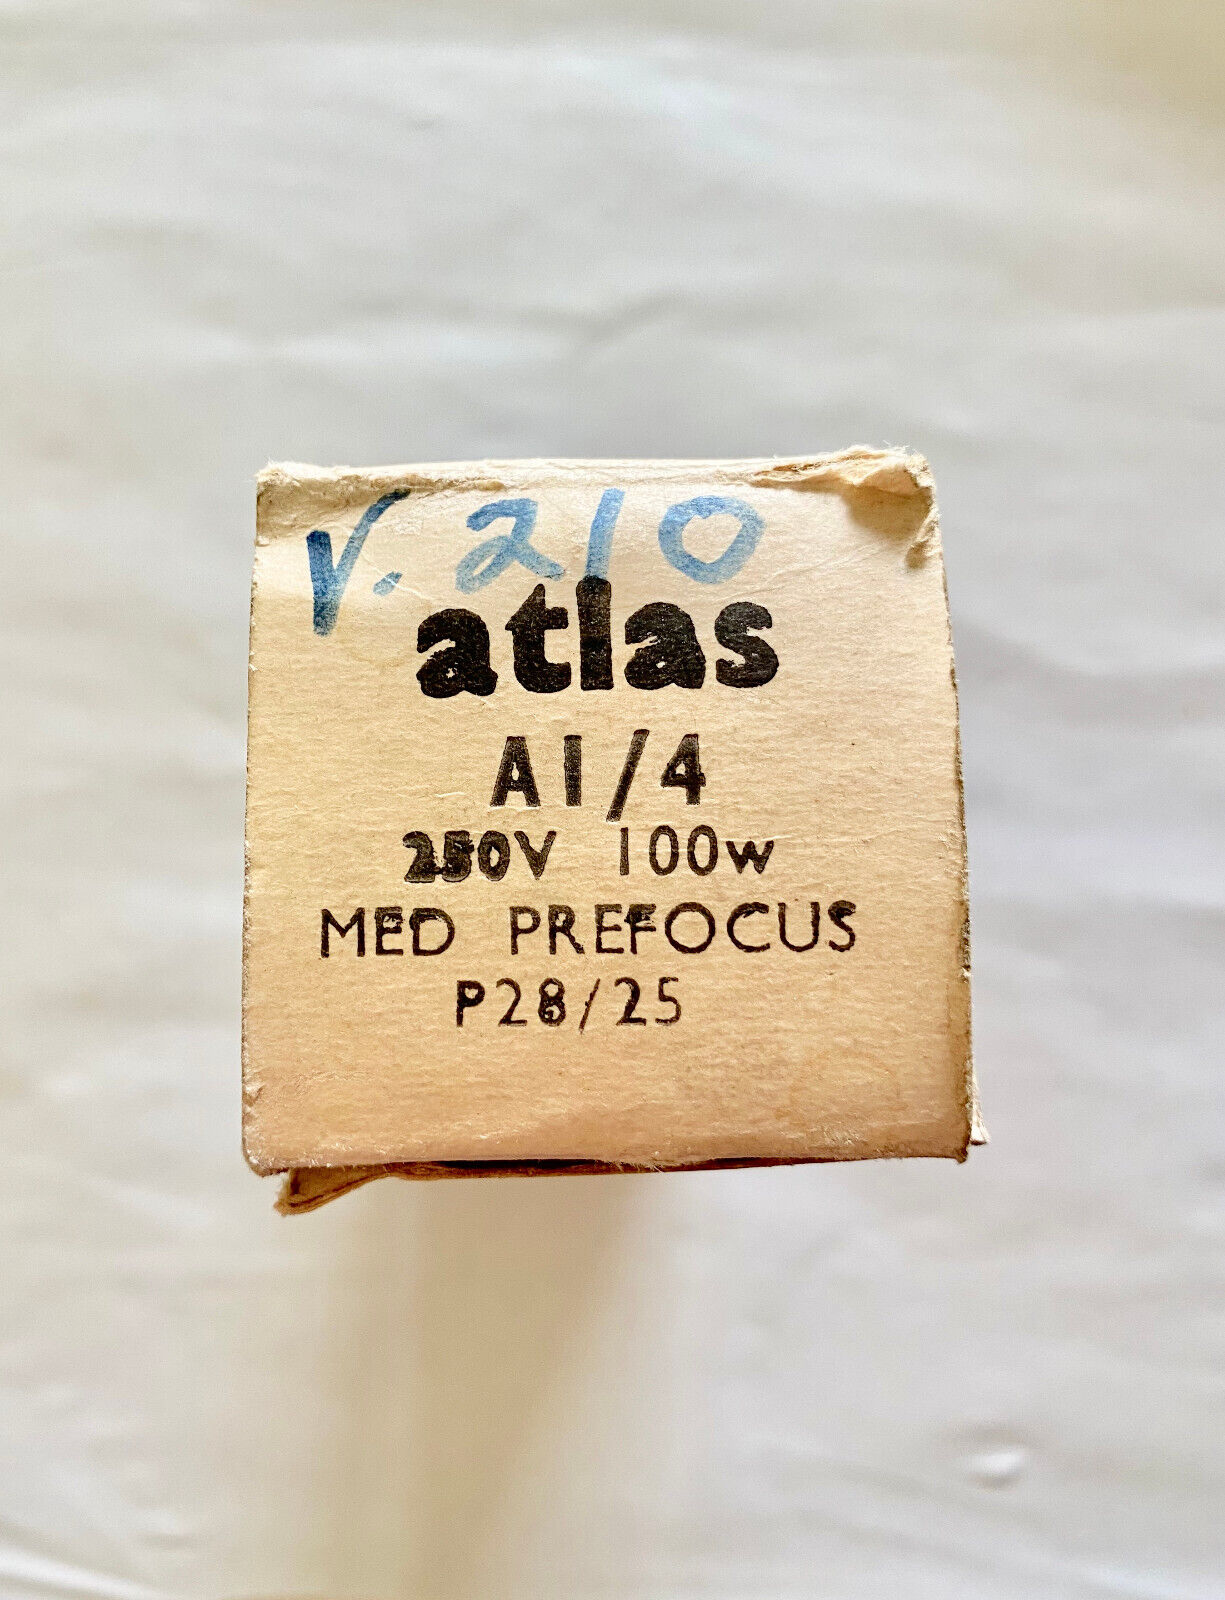 V. 210
atlas
A1/4
250V 100W
MED PREFOCUS
P28/25